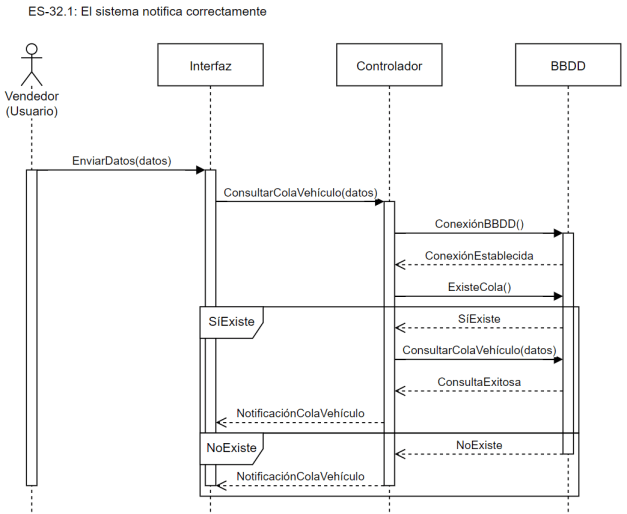 ES-32.1: El sistema notifica correctamente
Interfaz
Controlador
BBDD
Vendedor
(Usuario)
EnviarDatos(datos)
ConsultarColaVehículo(datos)
ConexiónBBDD()
ConexiónEstablecida
ExisteCola()
SíExiste
SíExiste
ConsultarColaVehículo(datos)
ConsultaExitosa
NotificaciónColaVehículo
NoExiste
NoExiste
NotificaciónColaVehículo